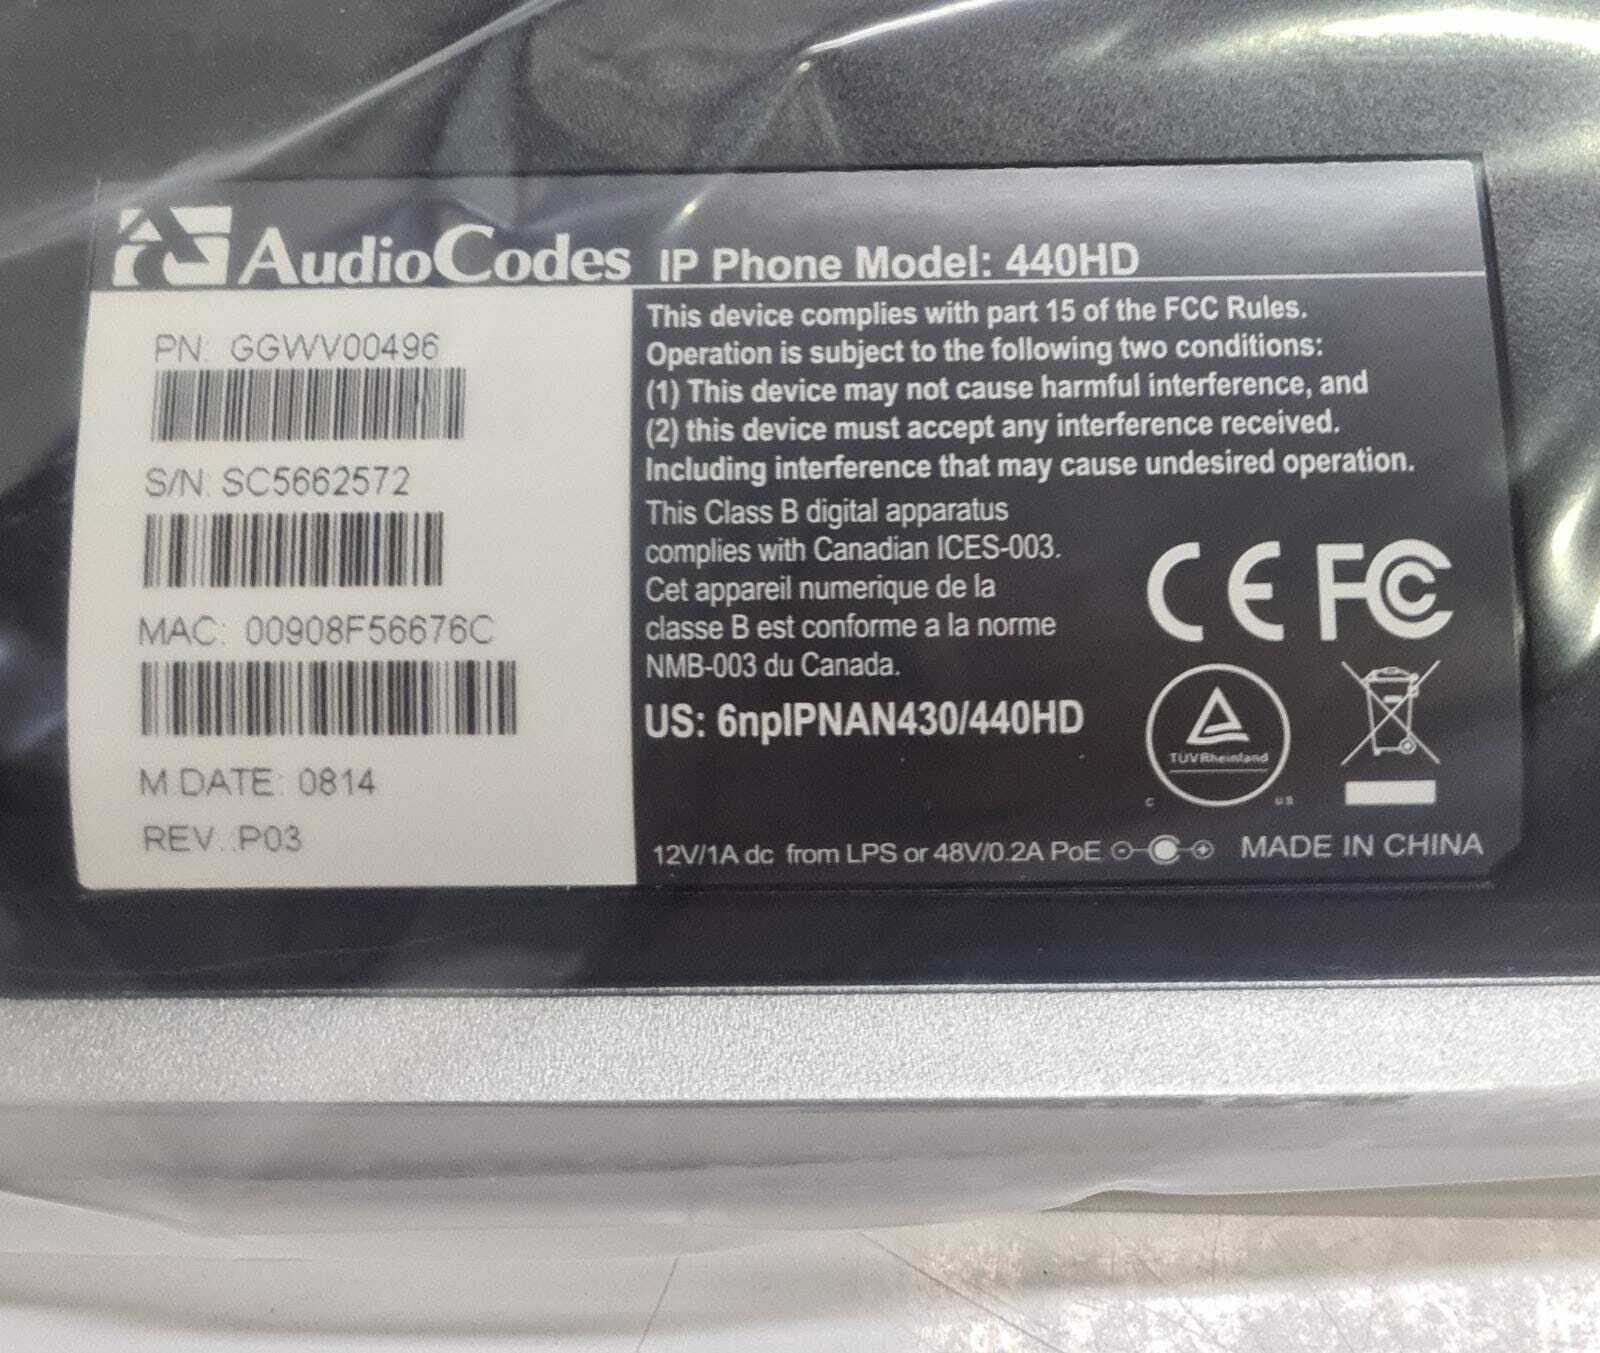 AudioCodes IP Phone Model: 440HD
PN: GGWV00496
S/N: SC5662572
MAC: 00908F56676C
M.DATE: 0814
REV.:P03
This device complies with part 15 of the FCC Rules.
Operation is subject to the following two conditions:
(1) This device may not cause harmful interference, and
(2) this device must accept any interference received.
Including interference that may cause undesired operation.
This Class B digital apparatus
complies with Canadian ICES-003.
Cet appareil numerique de la
classe B est conforme a la norme
NMB-003 du Canada.
US: 6npIPNAN430/440HD
CE FC
TÜVRheinland
C US
12V/1A dc from LPS or 48V/0.2A PoE
MADE IN CHINA